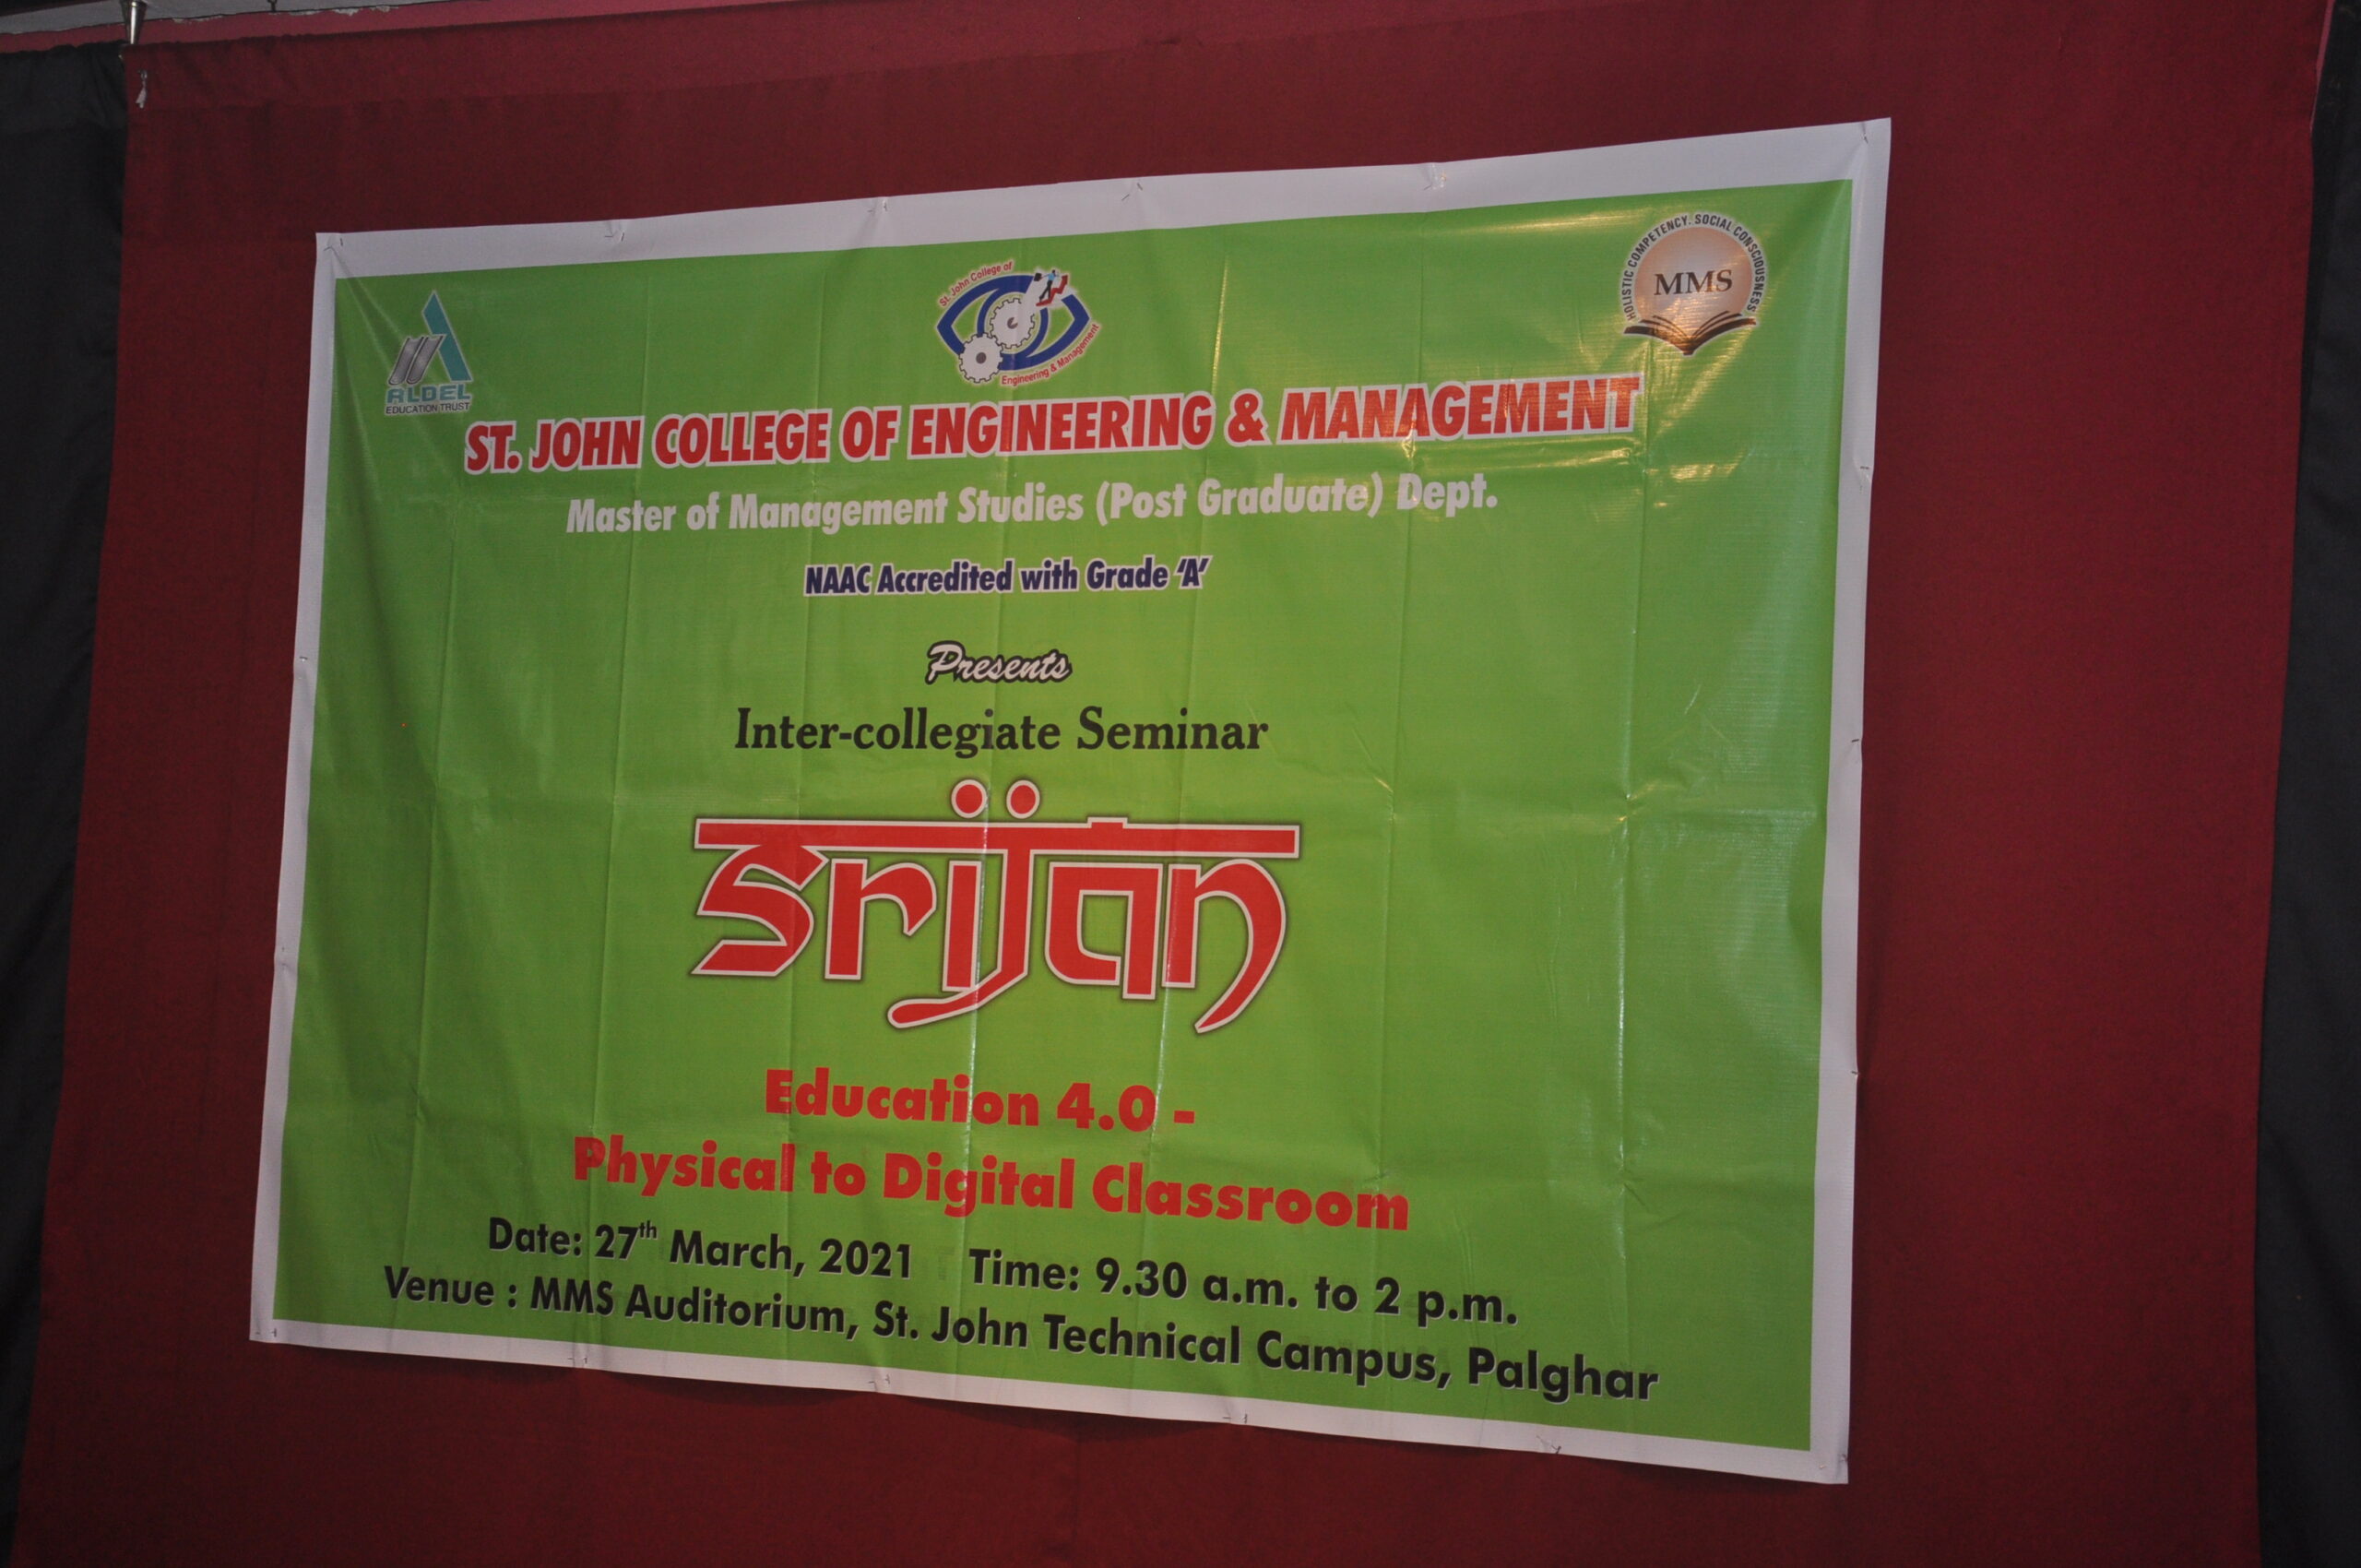 HOLISTIC COMPETENCY. SOCIAL CONSCIOUSNESS
MMS
St. John College of
Engineering & Management
ALDEL
EDUCATION TRUST
ST. JOHN COLLEGE OF ENGINEERING & MANAGEMENT
Master of Management Studies (Post Graduate) Dept.
NAAC Accredited with Grade 'A'
Presents
Inter-collegiate Seminar
srijan
Education 4.0 -
Physical to Digital Classroom
Date: 27th March, 2021 Time: 9.30 a.m. to 2 p.m.
Venue : MMS Auditorium, St. John Technical Campus, Palghar